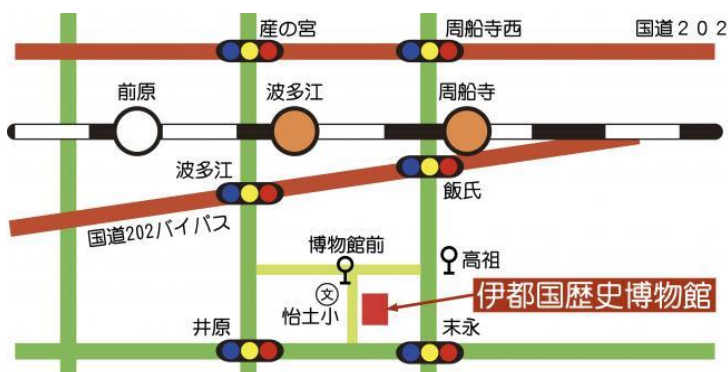 産の宮
周船寺西
国道２０２
前原
波多江
周船寺
波多江
飯氏
国道202バイパス
博物館前
高祖
文
怡土小
伊都国歴史博物館
井原
末永